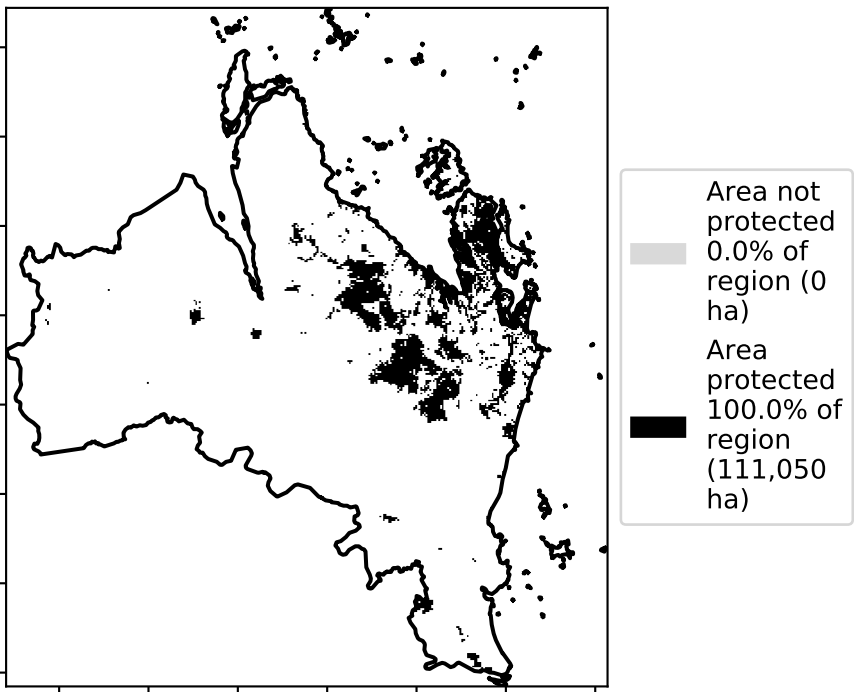 Area not
protected
0.0% of
region (0
ha)
Area
protected
100.0% of
region
(111,050
ha)